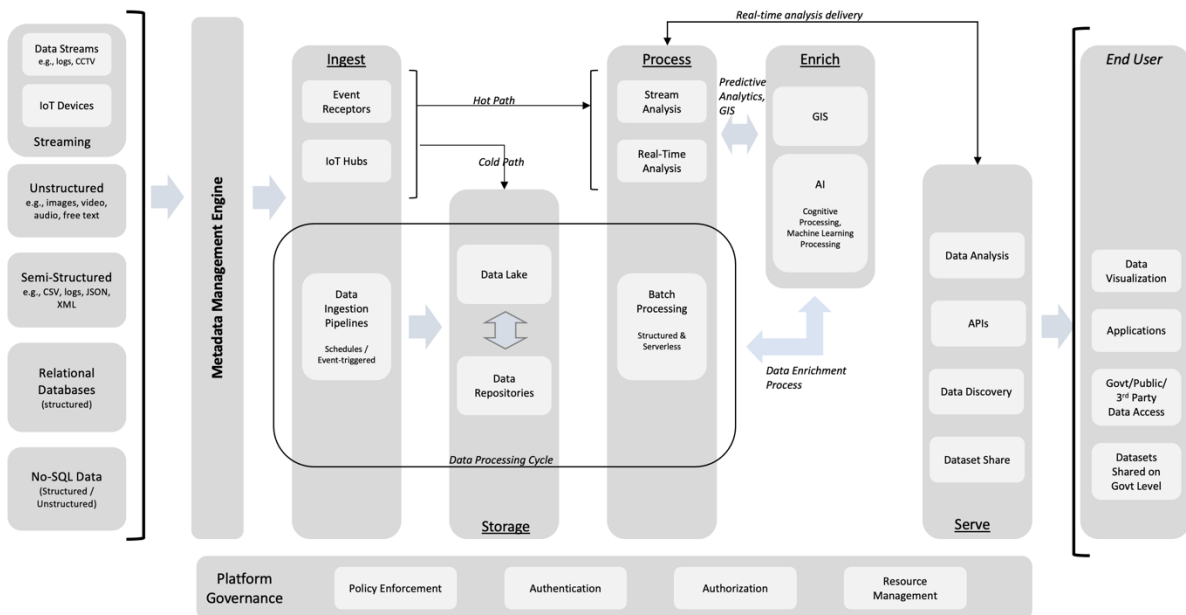 Real-time analysis delivery
Data Streams
e.g., logs, CCTV
IoT Devices
Streaming
Unstructured
e.g., images, video,
audio, free text
Semi-Structured
e.g., CSV, logs, JSON,
XML
Relational
Databases
(structured)
No-SQL Data
(Structured /
Unstructured)
Metadata Management Engine
Ingest
Event
Receptors
IoT Hubs
Data
Ingestion
Pipelines
Schedules /
Event-triggered
Hot Path
Cold Path
Data Lake
Data
Repositories
Data Processing Cycle
Storage
Process
Stream
Analysis
Real-Time
Analysis
Batch
Processing
Structured &
Serverless
Predictive
Analytics,
GIS
Enrich
GIS
AI
Cognitive
Processing,
Machine Learning
Processing
Data Enrichment
Process
Data Analysis
APIs
Data Discovery
Dataset Share
Serve
End User
Data
Visualization
Applications
Govt/Public/
3rd Party
Data Access
Datasets
Shared on
Govt Level
Platform
Governance
Policy Enforcement
Authentication
Authorization
Resource
Management